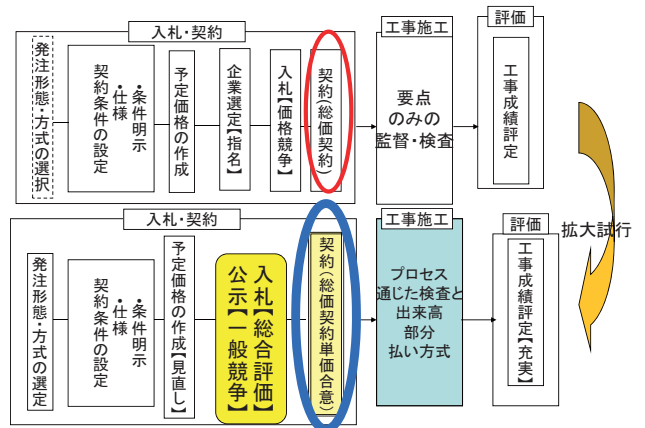 入札・契約
発注形態・方式の選択
契約条件の設定
・仕様
・条件明示
予定価格の作成
企業選定【指名】
入札【価格競争】
契約（総価契約）
工事施工
要点
のみの
監督・検査
評価
工事成績評定
拡大試行
入札・契約
発注形態・方式の選定
契約条件の設定
・仕様
・条件明示
予定価格の作成【見直し】
入札【総合評価】
公示【一般競争】
契約（総価契約単価合意）
工事施工
プロセス
通じた検査と
出来高
部分
払い方式
評価
工事成績評定【充実】